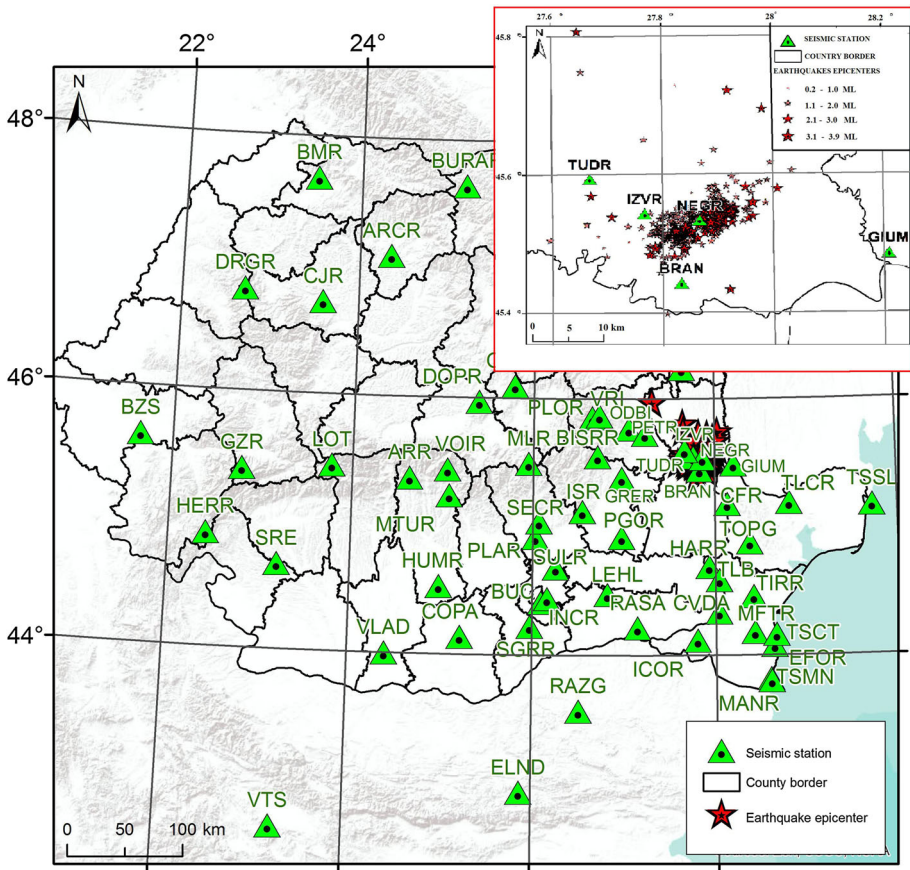 27.6 °
27.8 °
28 °
28.2 °
45.8 °
45.6 °
45.4 °
N
SEISMIC STATION
COUNTRY BORDER
EARTHQUAKES EPICENTERS
0.2 - 1.0 ML
1.1 - 2.0 ML
2.1 - 3.0 ML
3.1 - 3.9 ML
TUDR
IZVR
NEGR
GIUM
BRAN
0 5 10 km
22°
24°
48°
46°
44°
N
BMR
BURAR
ARCR
DRGR
CJR
DOPR
BZS
GZR
LOT
ARR
VOIR
MLR
PLOR
VRI
ODBI
PETR
BISRR
IZVR
NEGR
TUDR
GIUM
BRAN
HERR
SRE
MTUR
SECR
ISR
GRER
CFR
TLCR
TSSL
PGOR
TOPG
PLAR
HARR
HUMR
SULR
LEHL
TLB
TIRR
COPA
BUC
INCR
RASA
CVDA
MFTR
VLAD
SGRR
TSCT
EFOR
ICOR
TSMN
MANR
RAZG
ELND
VTS
0 50 100 km
Seismic station
County border
Earthquake epicenter